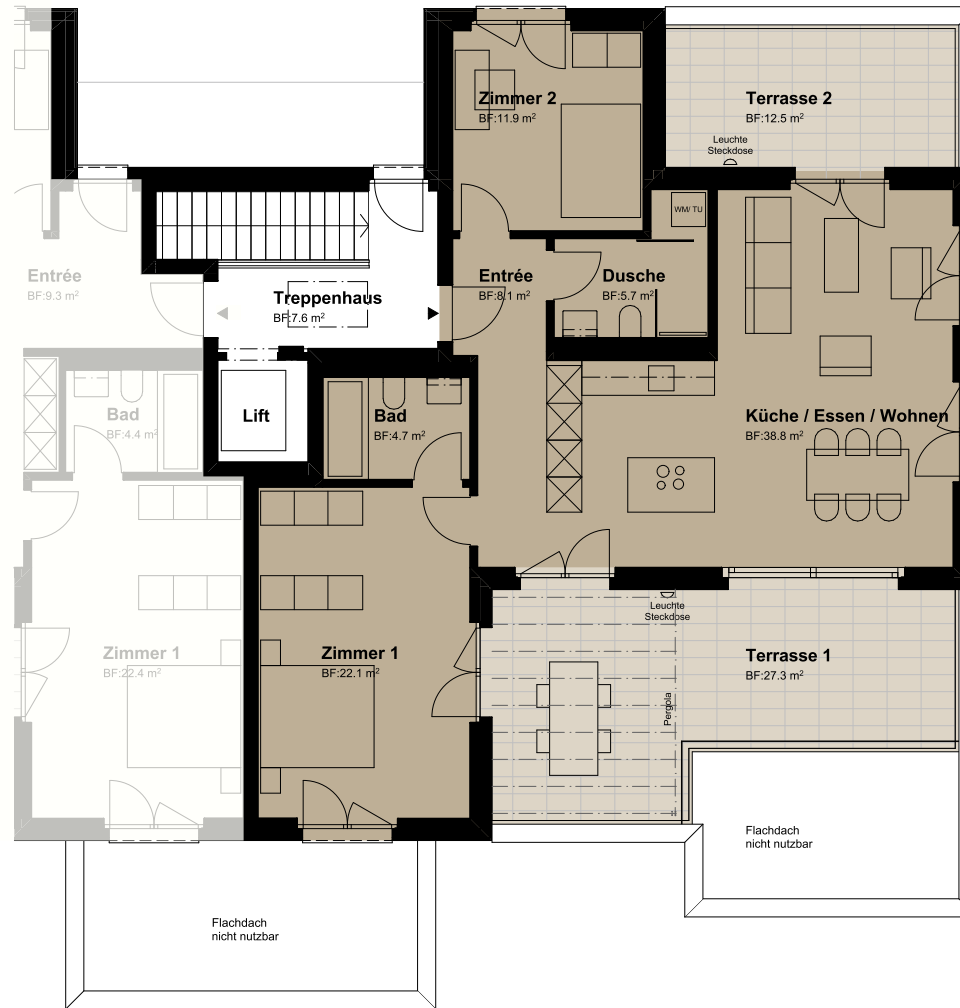 Zimmer 2
BF:11.9 m²
Terrasse 2
BF:12.5 m²
Leuchte
Steckdose
WM/ TU
Entrée
BF:9.3 m²
Treppenhaus
BF:7.6 m²
Entrée
BF:8.1 m²
Dusche
BF:5.7 m²
Bad
BF:4.4 m²
Lift
Bad
BF:4.7 m²
Küche / Essen / Wohnen
BF:38.8 m²
Leuchte
Steckdose
Zimmer 1
BF:22.4 m²
Zimmer 1
BF:22.1 m²
Terrasse 1
BF:27.3 m²
Pergola
Flachdach
nicht nutzbar
Flachdach
nicht nutzbar